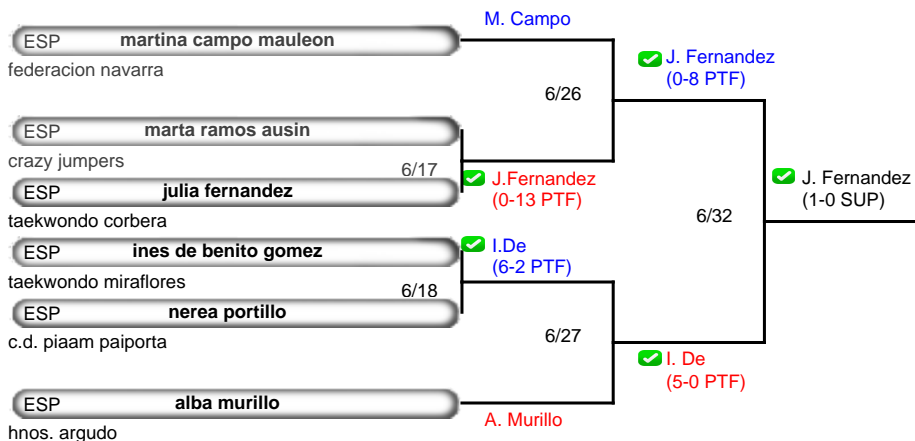 M. Campo
ESP martina campo mauleon
federacion navarra
J. Fernandez
(0-8 PTF)
6/26
ESP marta ramos ausin
crazy jumpers
6/17
J.Fernandez
(0-13 PTF)
ESP julia fernandez
taekwondo corbera
J. Fernandez
(1-0 SUP)
6/32
ESP ines de benito gomez
I.De
(6-2 PTF)
taekwondo miraflores
6/18
ESP nerea portillo
c.d. piaam paiporta
6/27
I. De
(5-0 PTF)
ESP alba murillo
A. Murillo
hnos. argudo